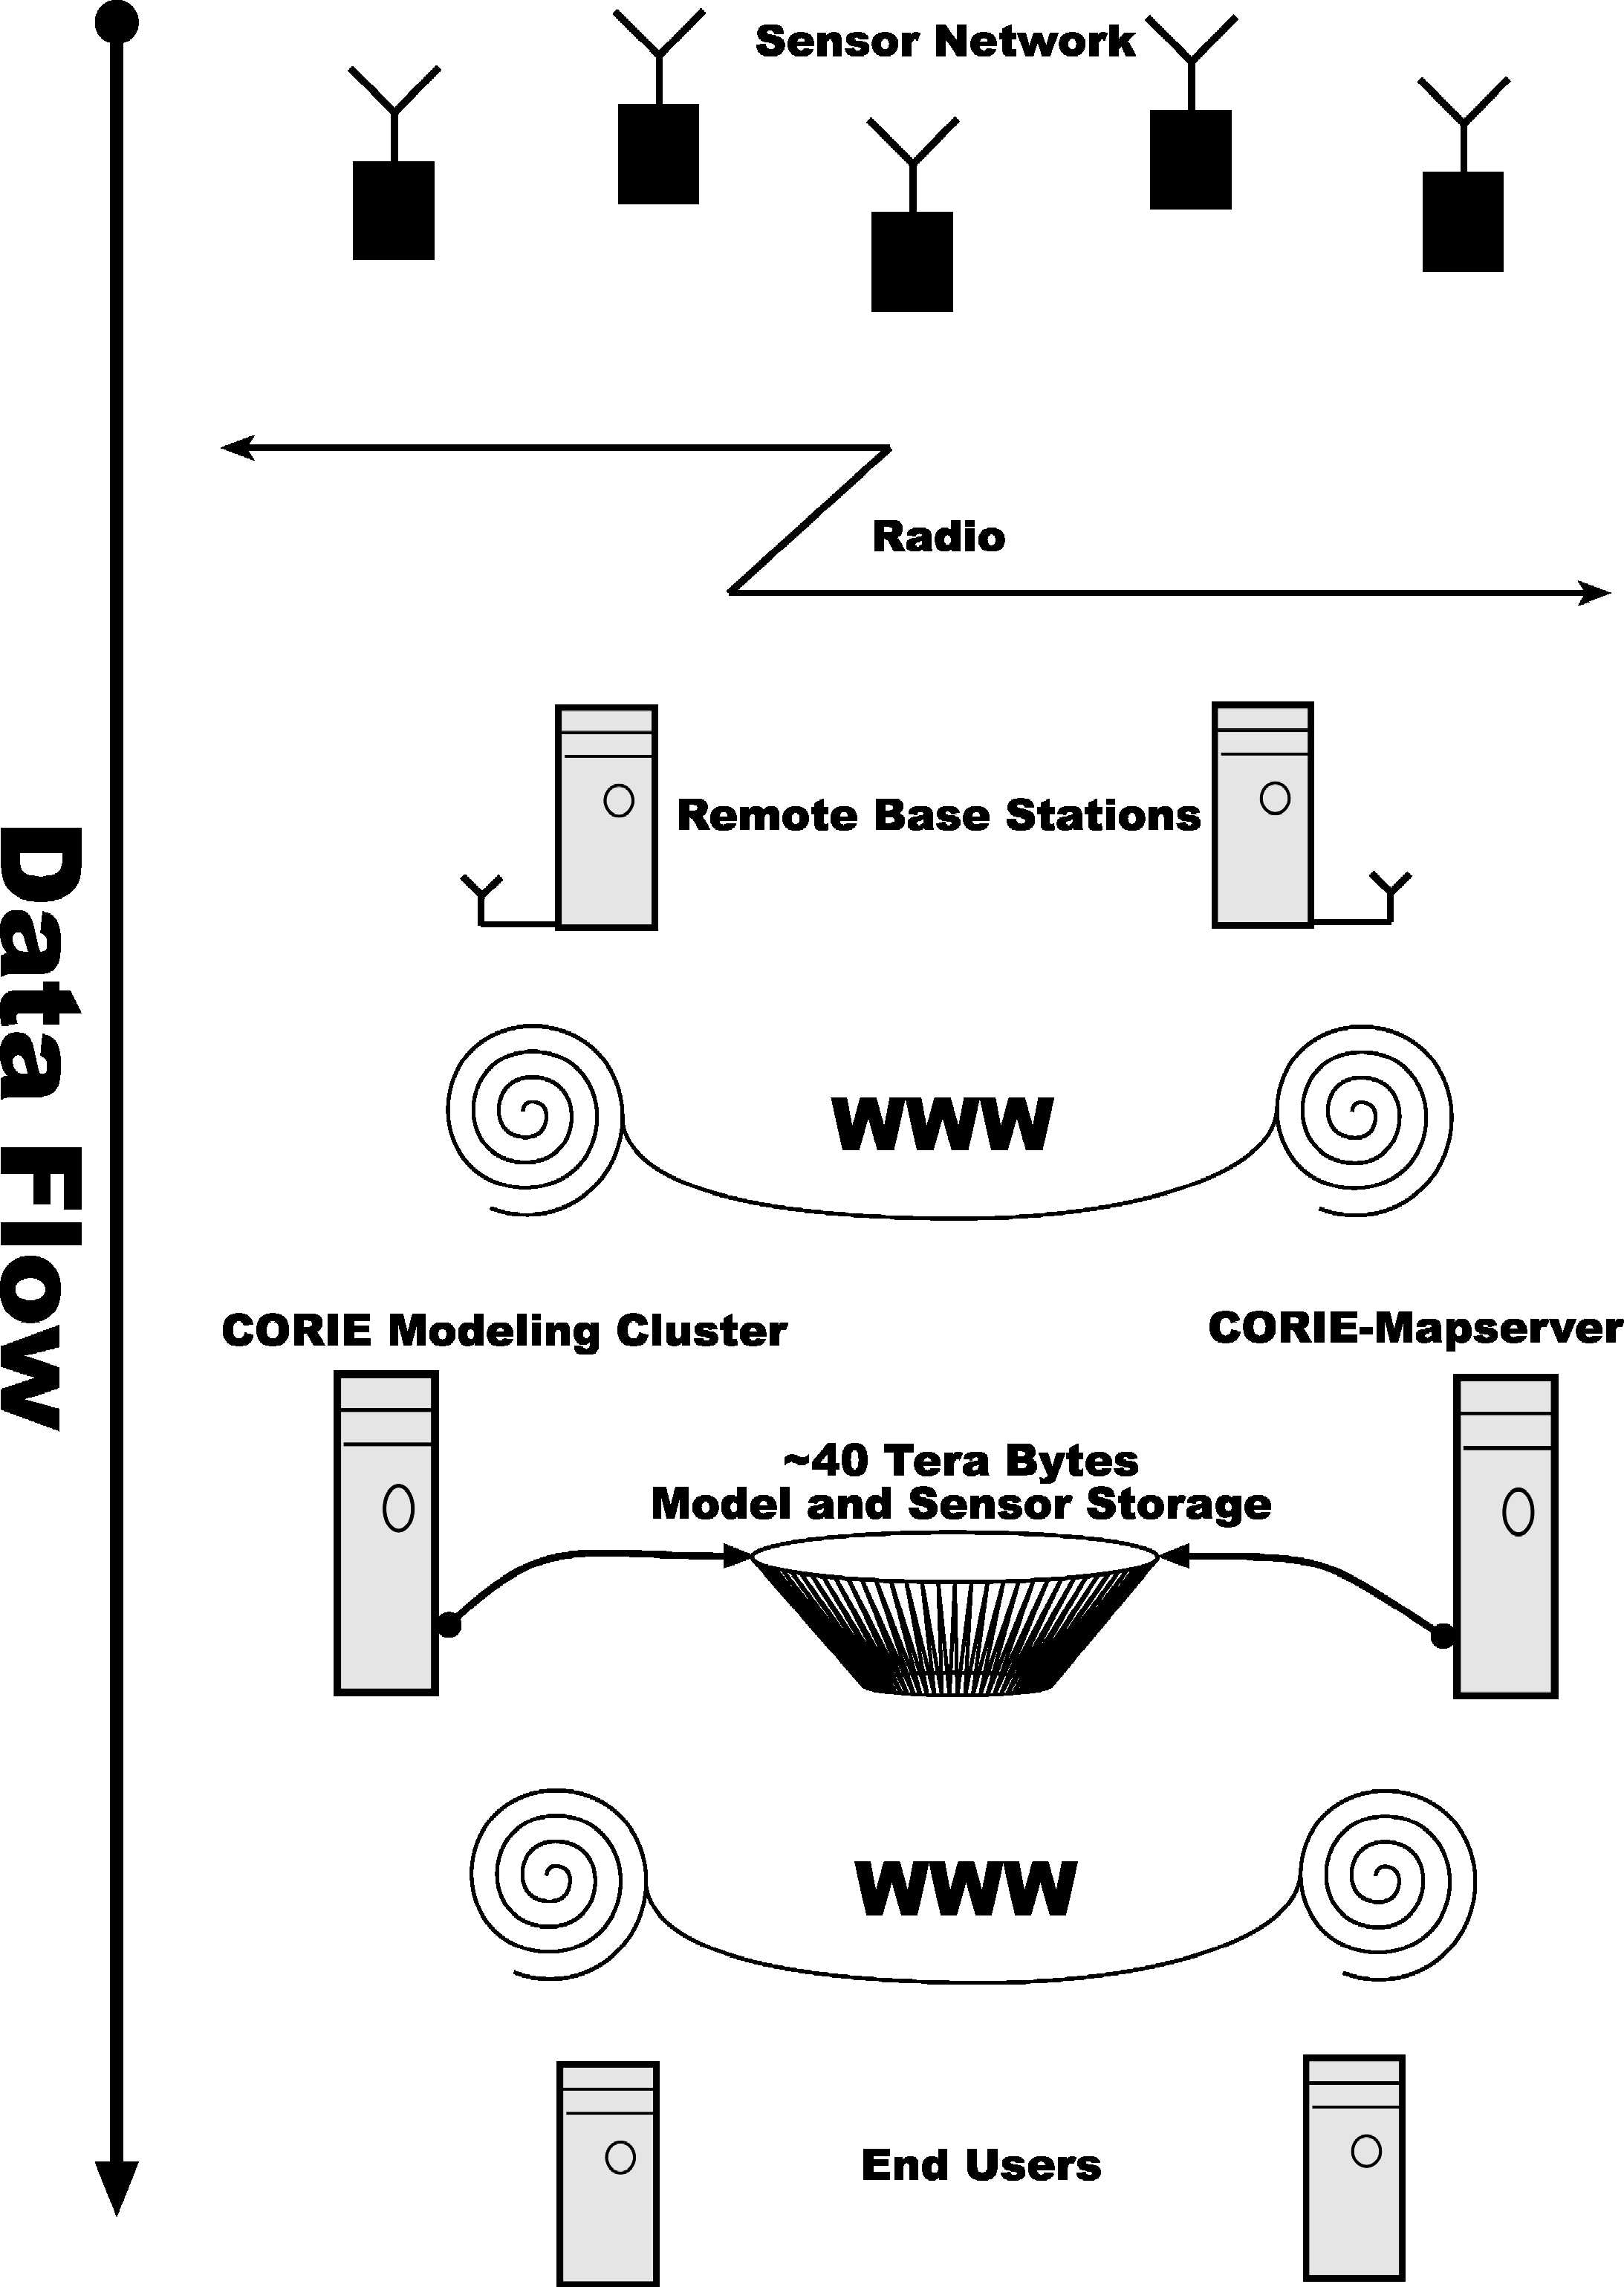 Sensor Network
Radio
Remote Base Stations
WWW
Data Flow
CORIE Modeling Cluster
CORIE-Mapserver
~40 Tera Bytes
Model and Sensor Storage
WWW
End Users